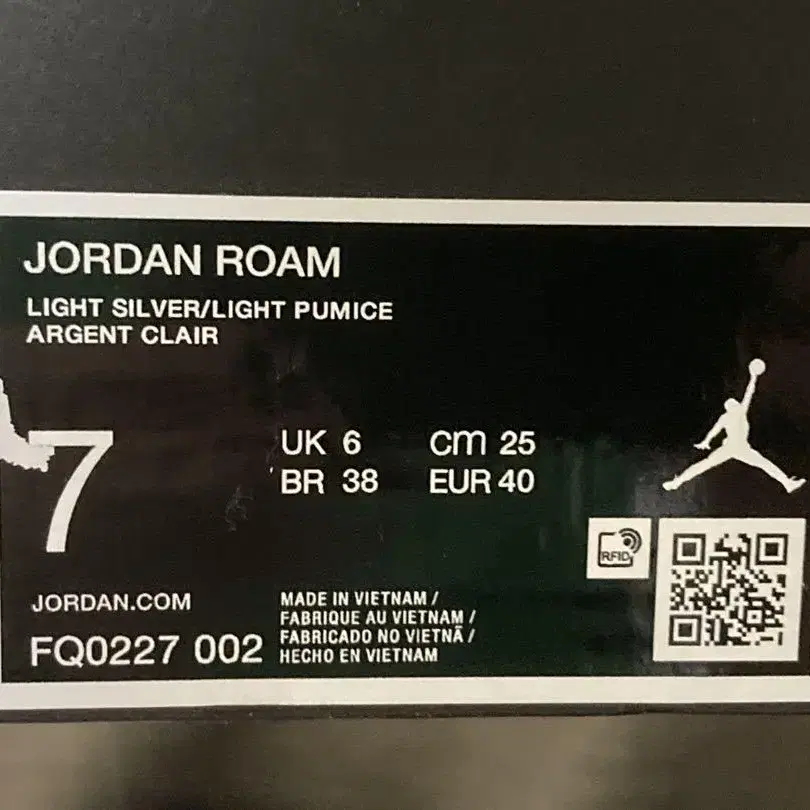 JORDAN ROAM
LIGHT SILVER/LIGHT PUMICE
ARGENT CLAIR
7
UK 6 cm 25
BR 38 EUR 40
RFID
JORDAN.COM
FQ0227 002
MADE IN VIETNAM /
FABRIQUE AU VIETNAM /
FABRICADO NO VIETNÃ /
HECHO EN VIETNAM